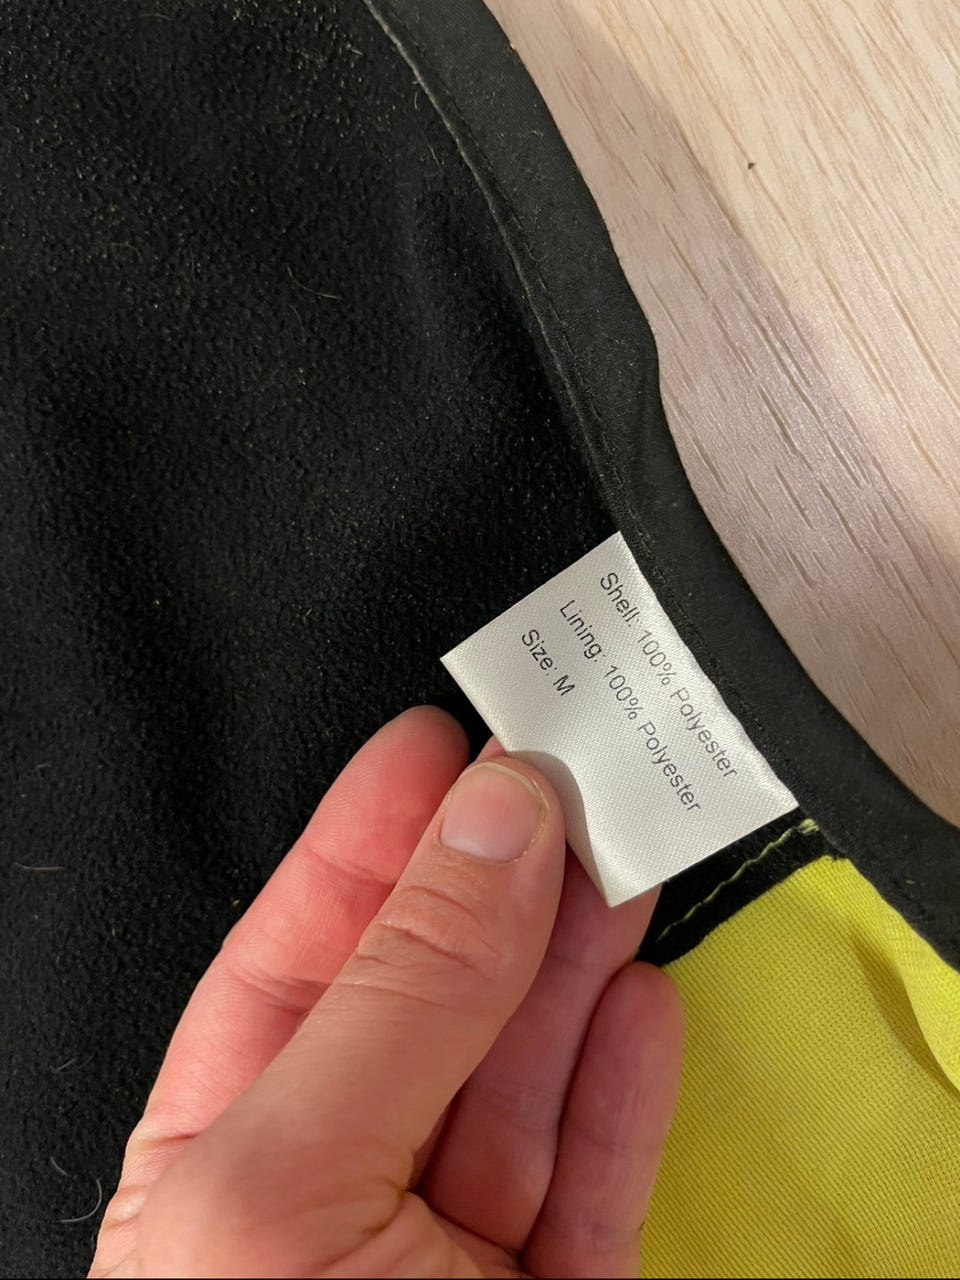 Shell: 100% Polyester
Lining: 100% Polyester
Size: M